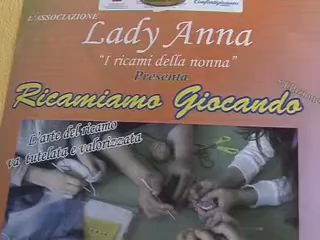 L'ASSOCIAZIONE
Lady Anna
"I ricami della nonna"
Presenta
Ricamiamo Giocando
L'arte del ricamo
va tutelata e valorizzata